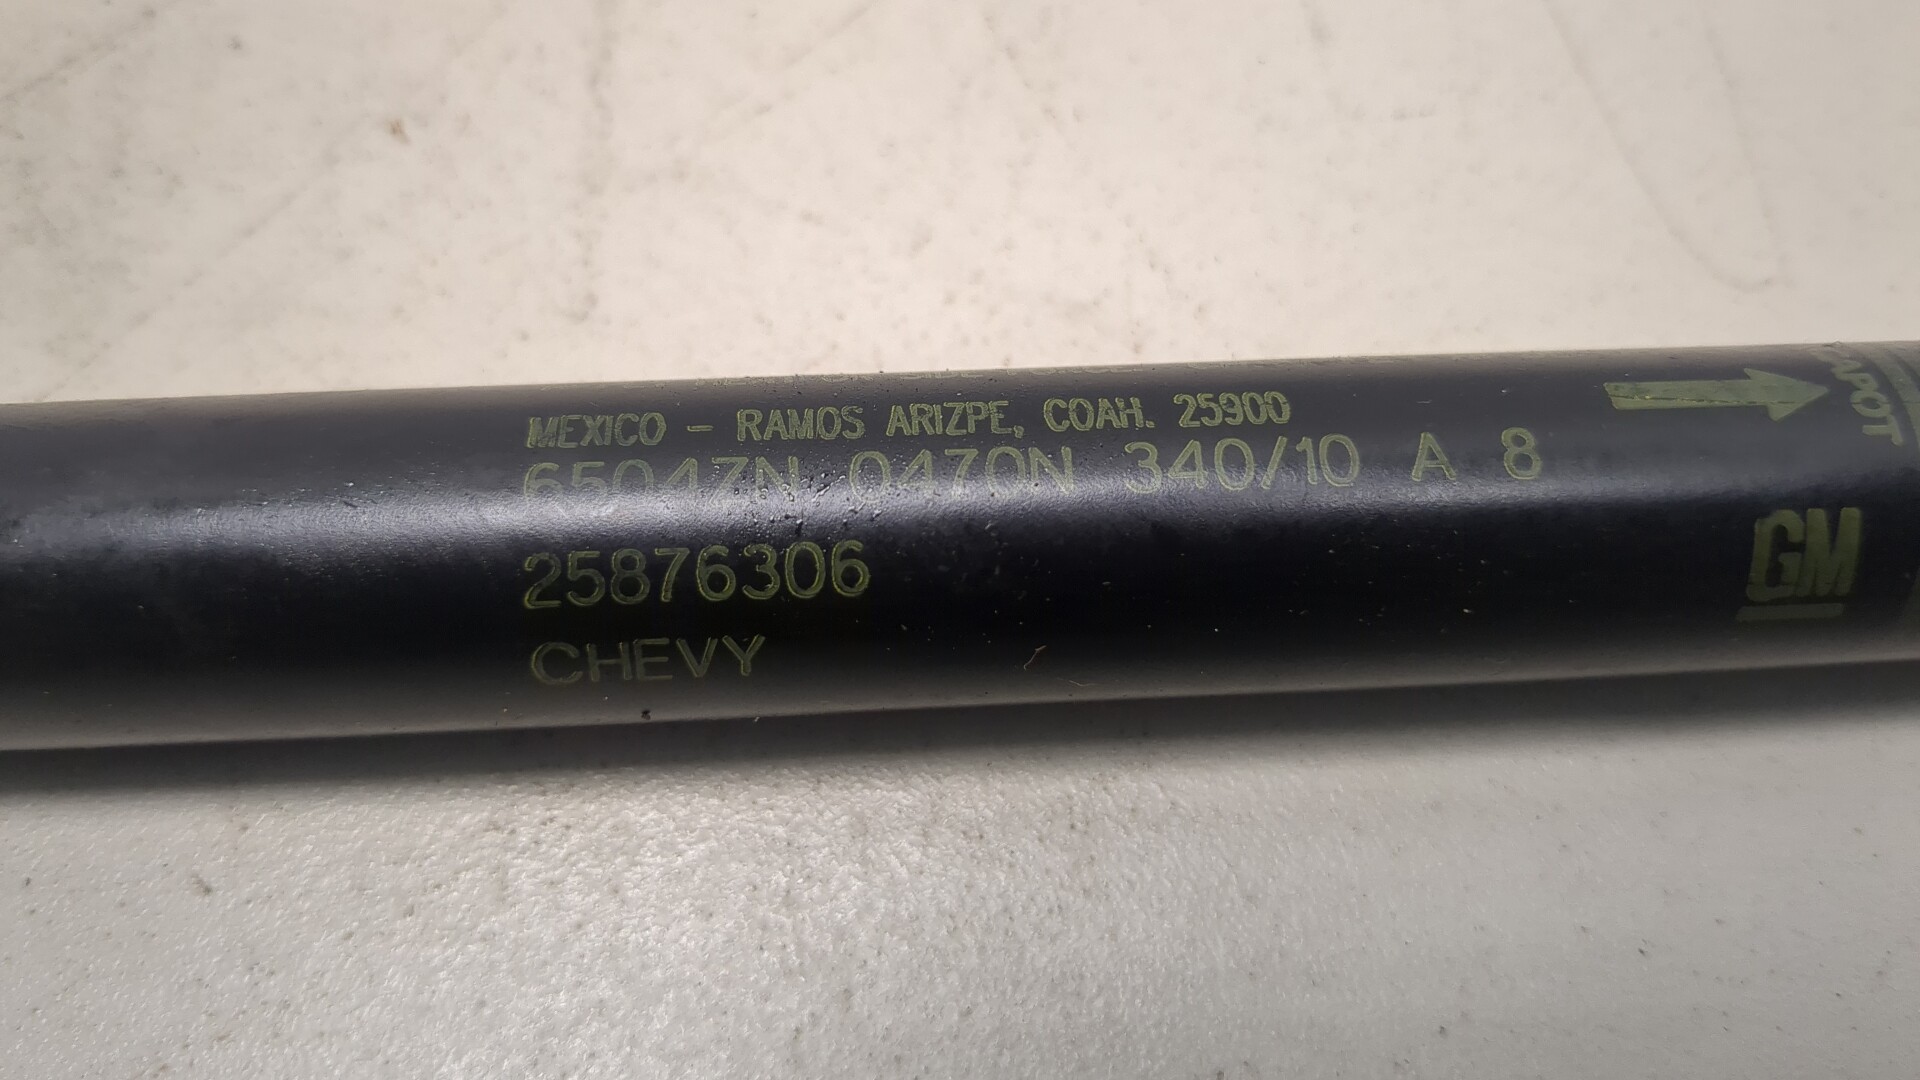 MEXICO - RAMOS ARIZPE, COAH. 25900
6504ZN 0470N 340/10 A 8
25876306
CHEVY
GM